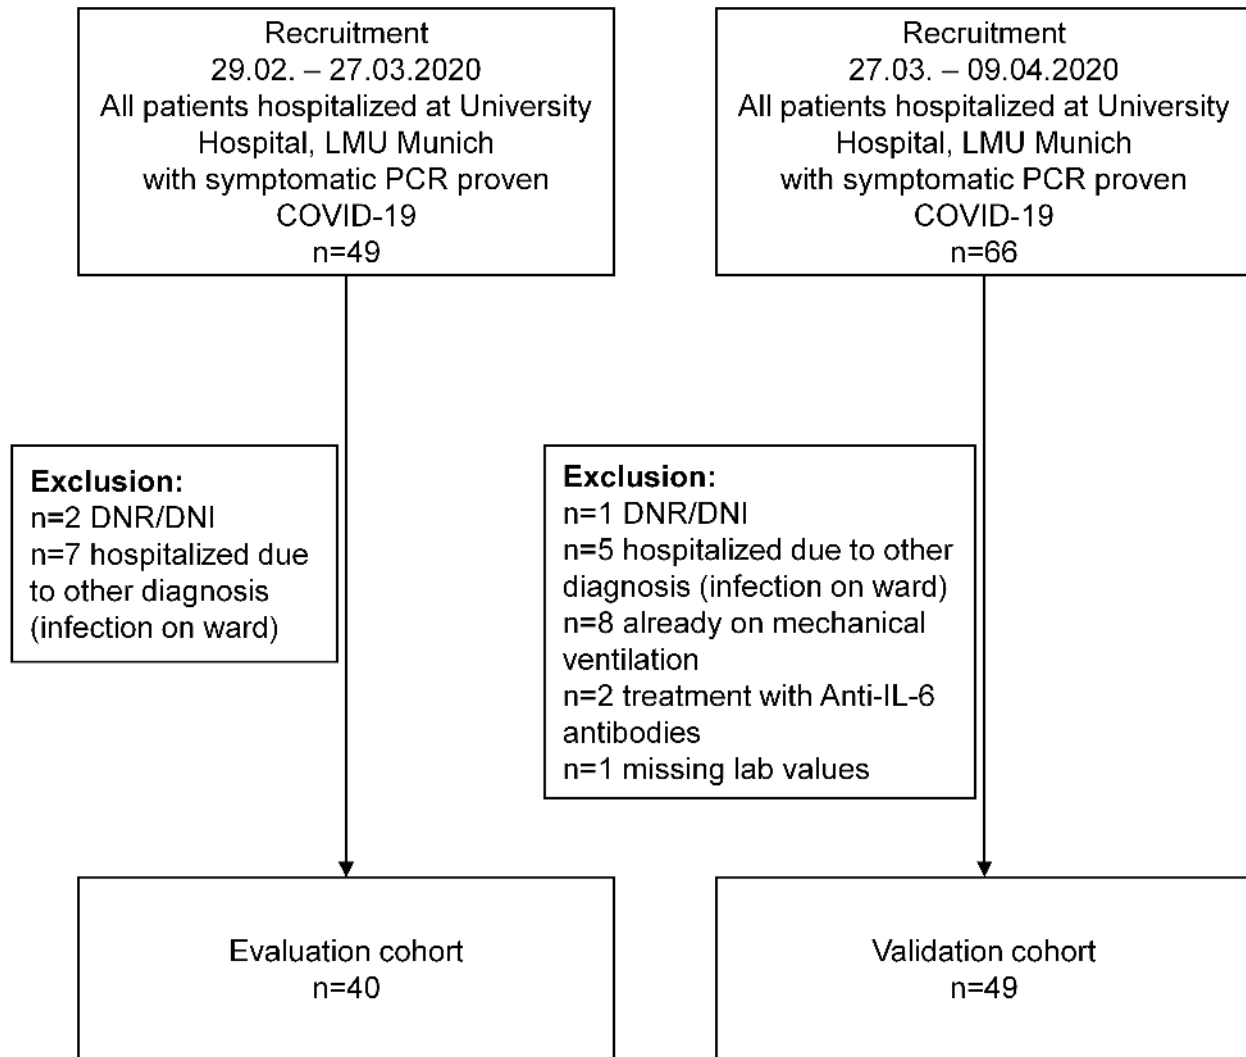 Recruitment
29.02. – 27.03.2020
All patients hospitalized at University
Hospital, LMU Munich
with symptomatic PCR proven
COVID-19
n=49
Recruitment
27.03. – 09.04.2020
All patients hospitalized at University
Hospital, LMU Munich
with symptomatic PCR proven
COVID-19
n=66
Exclusion:
n=2 DNR/DNI
n=7 hospitalized due
to other diagnosis
(infection on ward)
Exclusion:
n=1 DNR/DNI
n=5 hospitalized due to other
diagnosis (infection on ward)
n=8 already on mechanical
ventilation
n=2 treatment with Anti-IL-6
antibodies
n=1 missing lab values
Evaluation cohort
n=40
Validation cohort
n=49